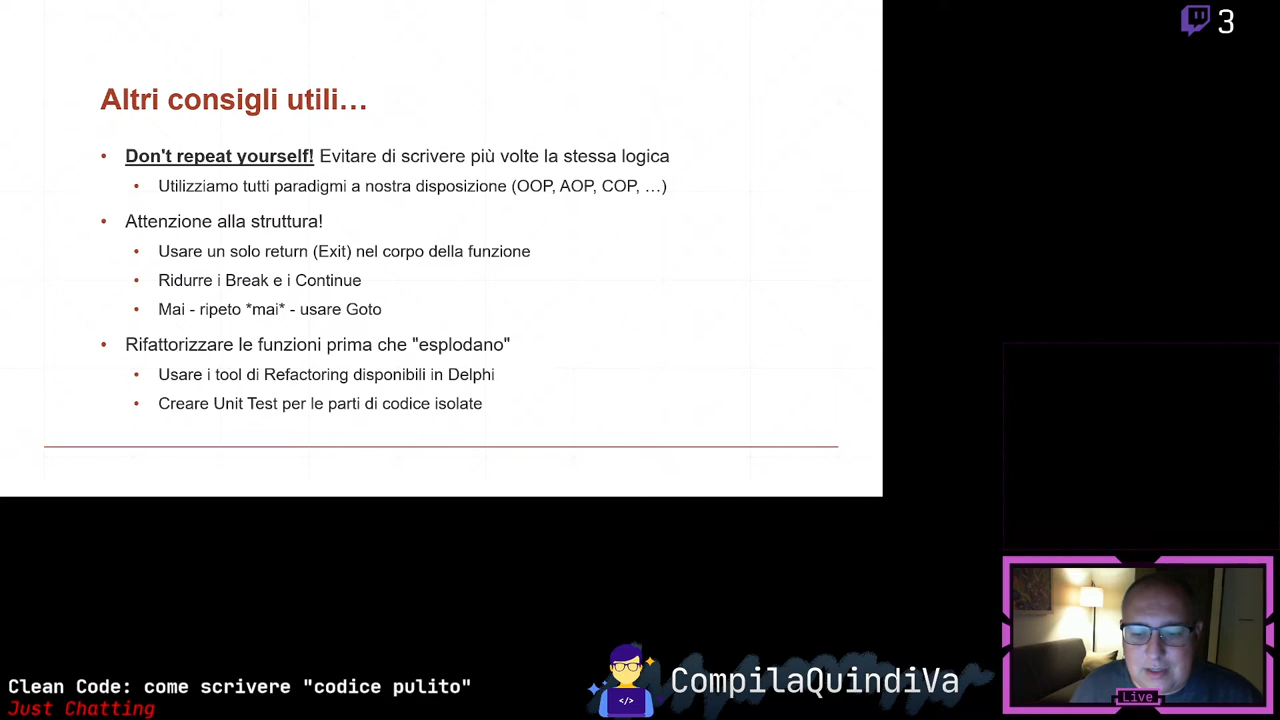 3
Altri consigli utili…
• Don't repeat yourself! Evitare di scrivere più volte la stessa logica
• Utilizziamo tutti paradigmi a nostra disposizione (OOP, AOP, COP, …)
• Attenzione alla struttura!
• Usare un solo return (Exit) nel corpo della funzione
• Ridurre i Break e i Continue
• Mai - ripeto *mai* - usare Goto
• Rifattorizzare le funzioni prima che "esplodano"
• Usare i tool di Refactoring disponibili in Delphi
• Creare Unit Test per le parti di codice isolate
</>
CompilaQuindiVa
Clean Code: come scrivere "codice pulito"
Just Chatting
Live